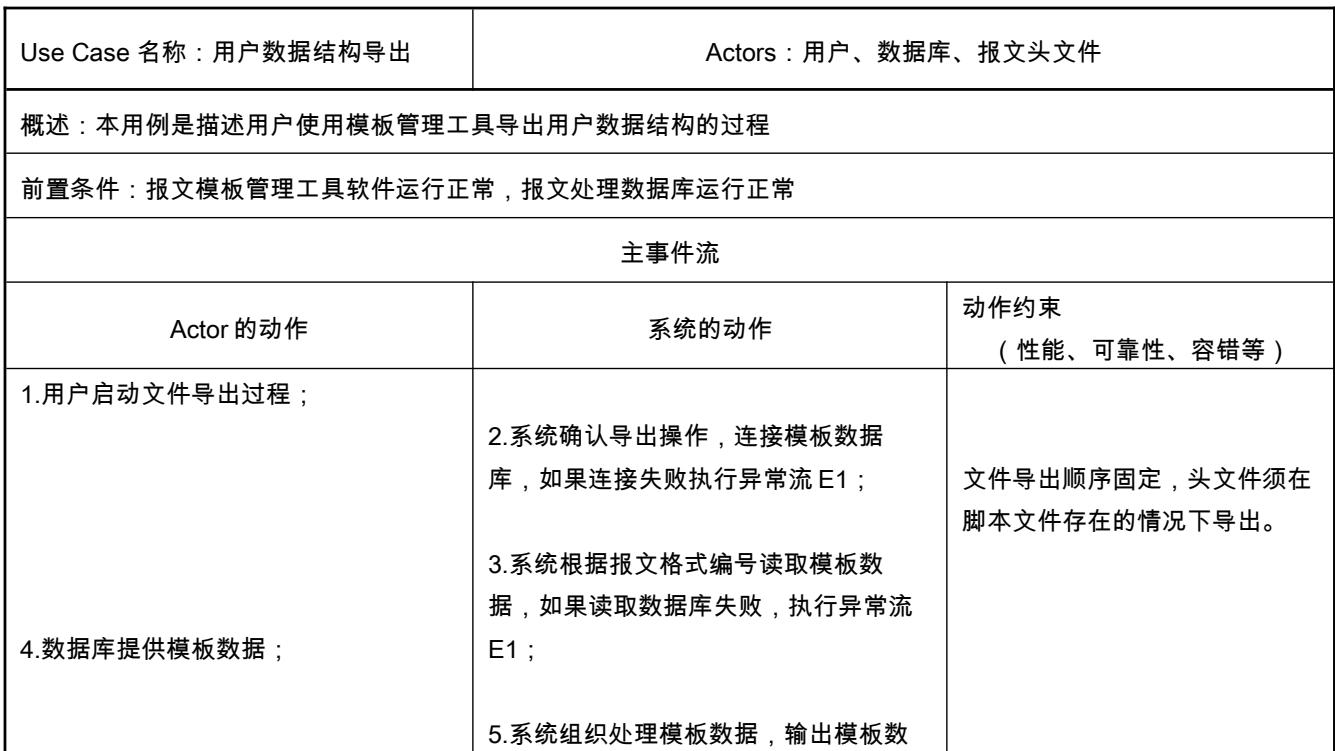 Use Case 名称：用户数据结构导出
Actors：用户、数据库、报文头文件
概述：本用例是描述用户使用模板管理工具导出用户数据结构的过程
前置条件：报文模板管理工具软件运行正常，报文处理数据库运行正常
主事件流
Actor 的动作
系统的动作
动作约束
（性能、可靠性、容错等）
1.用户启动文件导出过程；
2.系统确认导出操作，连接模板数据
库，如果连接失败执行异常流 E1；
文件导出顺序固定，头文件须在
脚本文件存在的情况下导出。
3.系统根据报文格式编号读取模板数
据，如果读取数据库失败，执行异常流
E1；
4.数据库提供模板数据；
5.系统组织处理模板数据，输出模板数